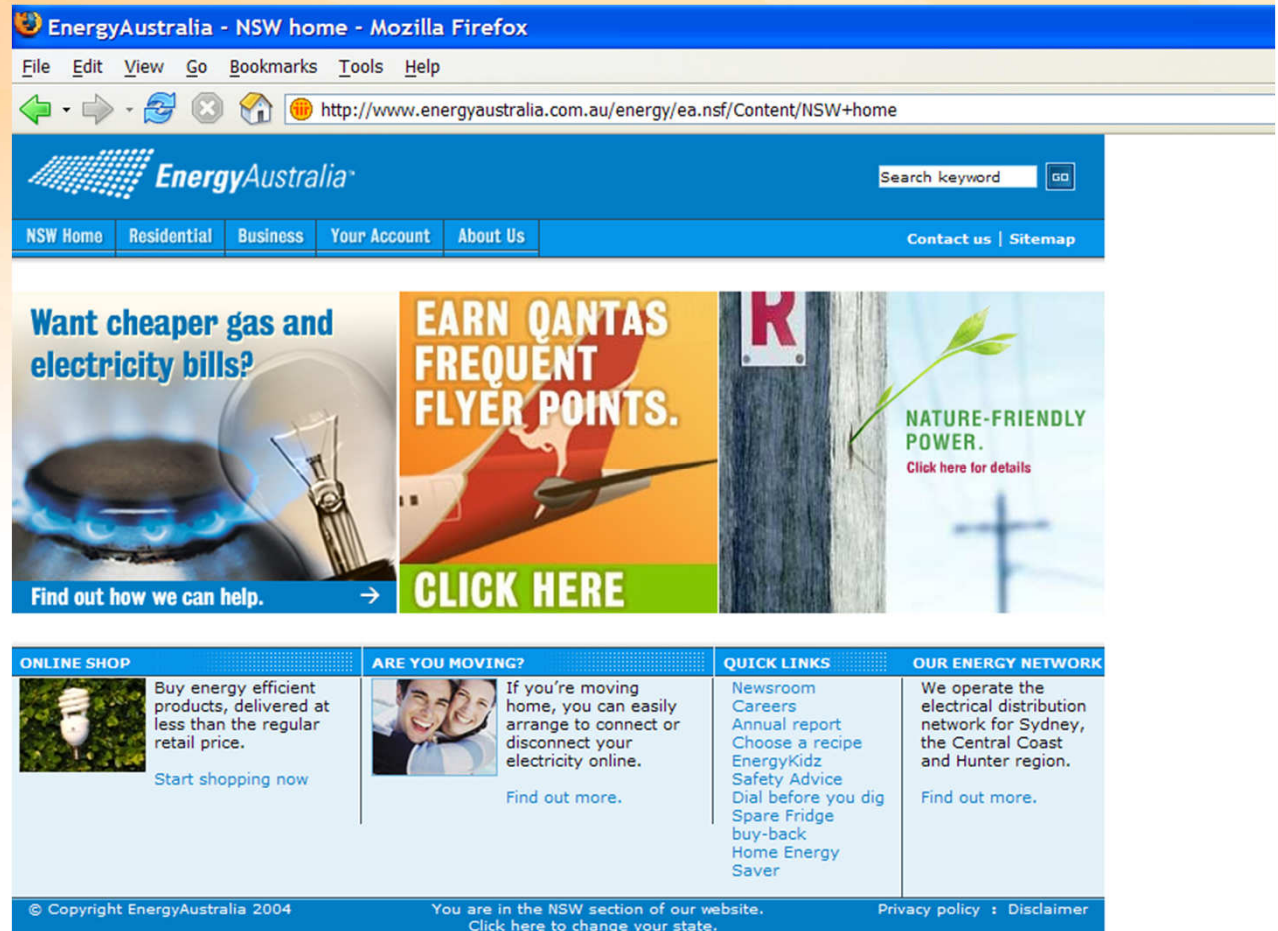 EnergyAustralia - NSW home - Mozilla Firefox
File Edit View Go Bookmarks Tools Help
http://www.energyaustralia.com.au/energy/ea.nsf/Content/NSW+home
EnergyAustralia™
Search keyword GO
NSW Home Residential Business Your Account About Us
Contact us | Sitemap
Want cheaper gas and
electricity bills?
Find out how we can help. →
EARN QANTAS
FREQUENT
FLYER POINTS.
CLICK HERE
R
NATURE-FRIENDLY
POWER.
Click here for details
ONLINE SHOP
Buy energy efficient
products, delivered at
less than the regular
retail price.
Start shopping now
ARE YOU MOVING?
If you're moving
home, you can easily
arrange to connect or
disconnect your
electricity online.
Find out more.
QUICK LINKS
Newsroom
Careers
Annual report
Choose a recipe
EnergyKidz
Safety Advice
Dial before you dig
Spare Fridge
buy-back
Home Energy
Saver
OUR ENERGY NETWORK
We operate the
electrical distribution
network for Sydney,
the Central Coast
and Hunter region.
Find out more.
© Copyright EnergyAustralia 2004
You are in the NSW section of our website.
Click here to change your state.
Privacy policy : Disclaimer